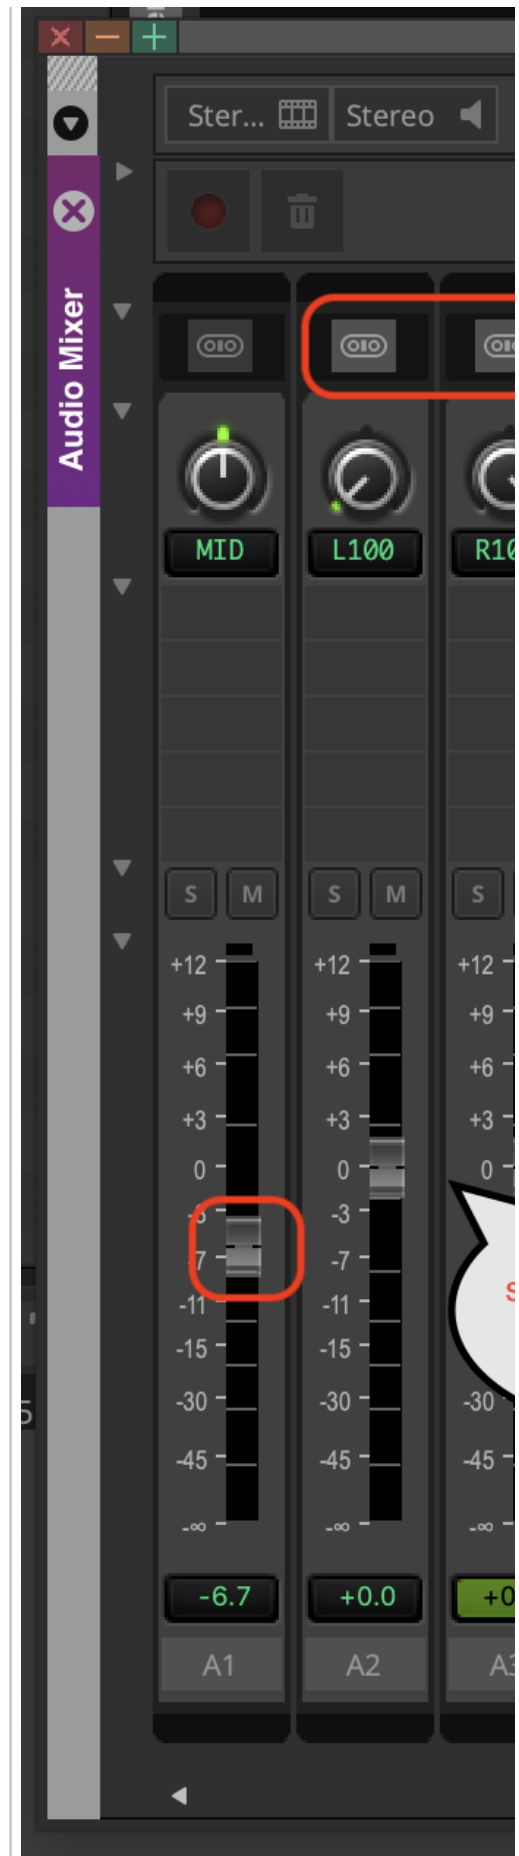 Ster... Stereo
Audio Mixer
MID L100
S M S M S
+12 +12 +12
+9 +9 +9
+6 +6 +6
+3 +3 +3
0 0 0
-3 -3
-7 -7
-11 -11
-15 -15
-30 -30 -30
-45 -45 -45
-∞ -∞ -∞
-6.7 +0.0
A1 A2